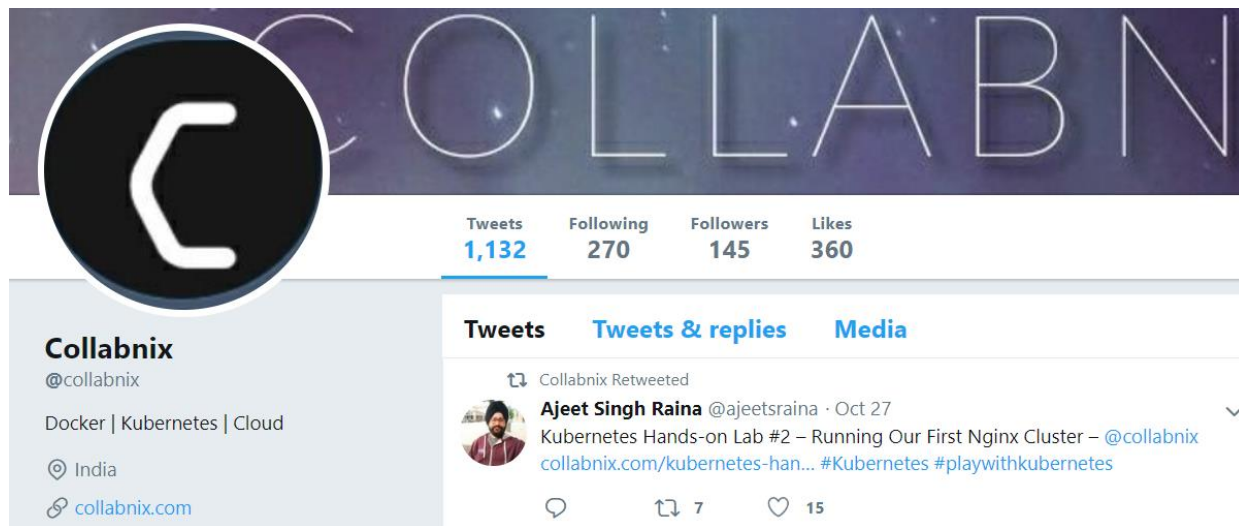 COLLABN
Tweets Following Followers Likes
1,132 270 145 360
Collabnix
@collabnix
Docker | Kubernetes | Cloud
India
collabnix.com
Tweets Tweets & replies Media
Collabnix Retweeted
Ajeet Singh Raina @ajeetsraina · Oct 27
Kubernetes Hands-on Lab #2 – Running Our First Nginx Cluster – @collabnix
collabnix.com/kubernetes-han... #Kubernetes #playwithkubernetes
7 15